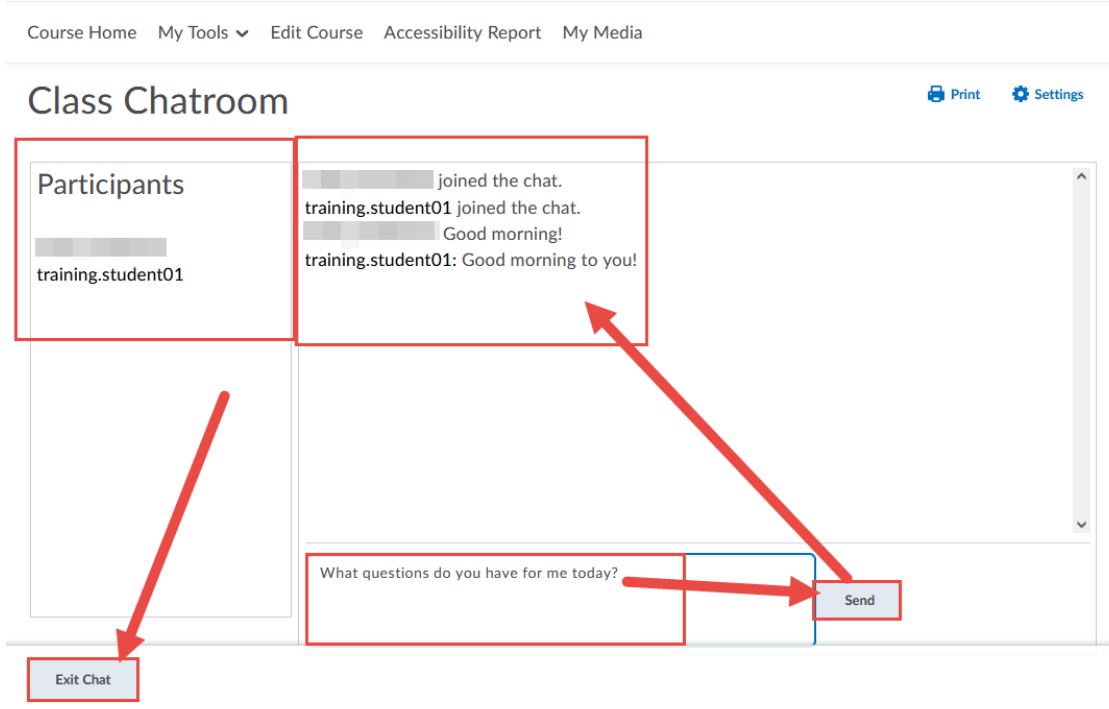 Course Home My Tools Edit Course Accessibility Report My Media
Class Chatroom
Print Settings
Participants
training.student01
joined the chat.
training.student01 joined the chat.
Good morning!
training.student01: Good morning to you!
What questions do you have for me today?
Send
Exit Chat